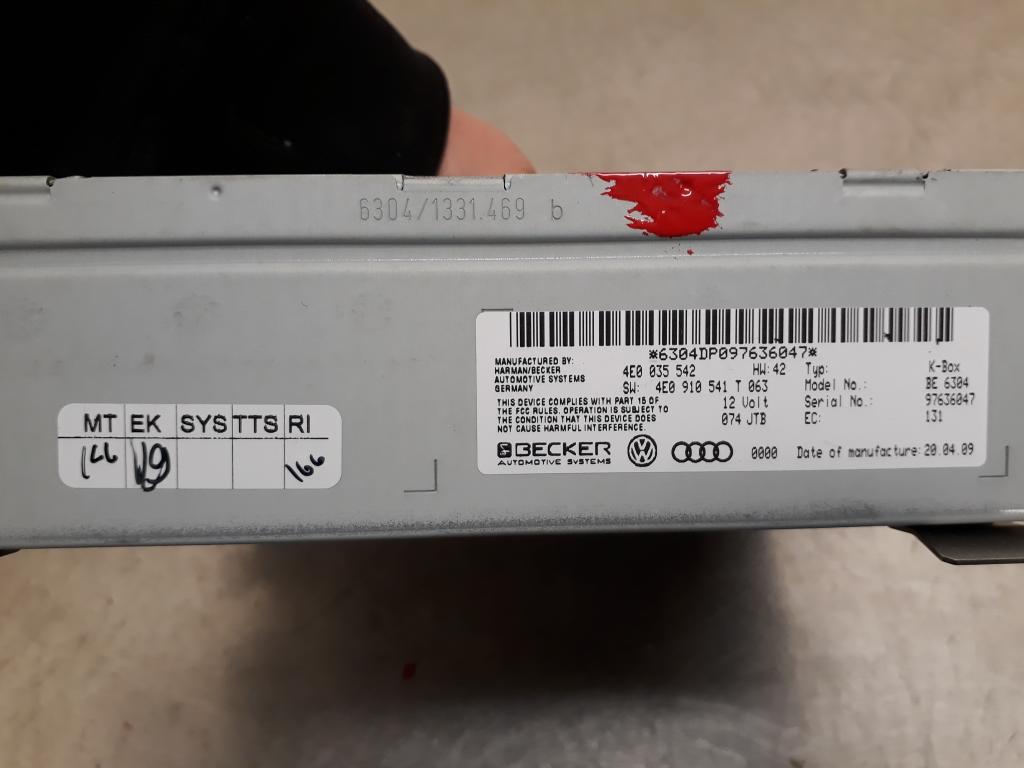 6304/1331.469 b
*6304DP097636047*
MANUFACTURED BY:
HARMAN/BECKER
AUTOMOTIVE SYSTEMS
GERMANY
4E0 035 542 HW:42
SW: 4E0 910 541 T 063
12 Volt
074 JTB
THIS DEVICE COMPLIES WITH PART 15 OF
THE FCC RULES. OPERATION IS SUBJECT TO
THE CONDITION THAT THIS DEVICE DOES
NOT CAUSE HARMFUL INTERFERENCE.
Typ: K-Box
Model No.: BE 6304
Serial No.: 97636047
EC: 131
BECKER
AUTOMOTIVE SYSTEMS
0000 Date of manufacture: 20.04.09
MT EK SYS TTS RI
166